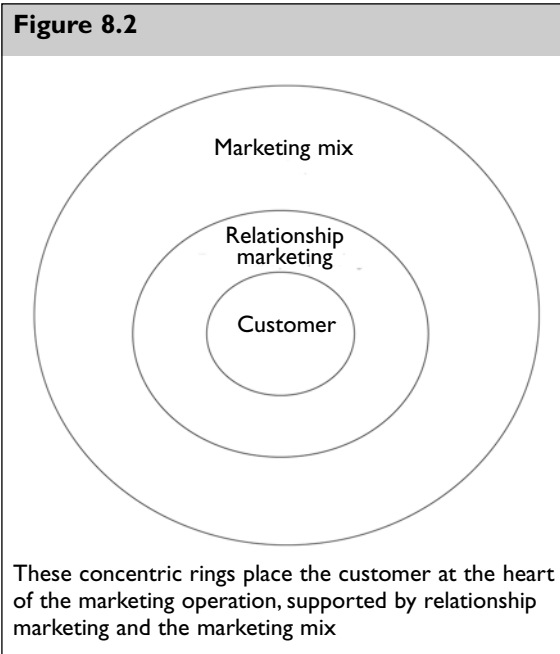 Figure 8.2
Marketing mix
Relationship
marketing
Customer
These concentric rings place the customer at the heart
of the marketing operation, supported by relationship
marketing and the marketing mix